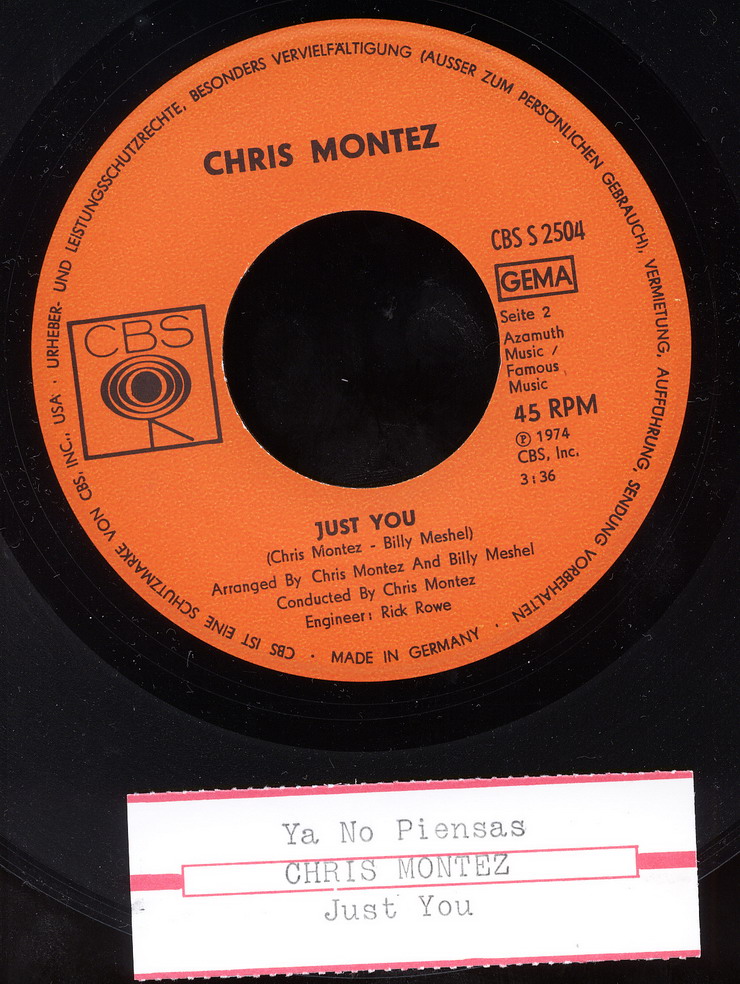 URHEBER- UND LEISTUNGSSCHUTZRECHTE, BESONDERS VERVIELFÄLTIGUNG (AUSSER ZUM PERSÖNLICHEN GEBRAUCH), VERMIETUNG, AUFFÜHRUNG, SENDUNG VORBEHALTEN
CHRIS MONTEZ
CBS S 2504
GEMA
Seite 2
Azamuth
Music /
Famous
Music
45 RPM
Ⓟ 1974
CBS, Inc.
3:36
CBS
JUST YOU
(Chris Montez - Billy Meshel)
Arranged By Chris Montez And Billy Meshel
Conducted By Chris Montez
Engineer: Rick Rowe
· MADE IN GERMANY ·
CBS IST EINE SCHUTZMARKE VON CBS, INC., USA ·
Ya No Piensas
CHRIS MONTEZ
Just You